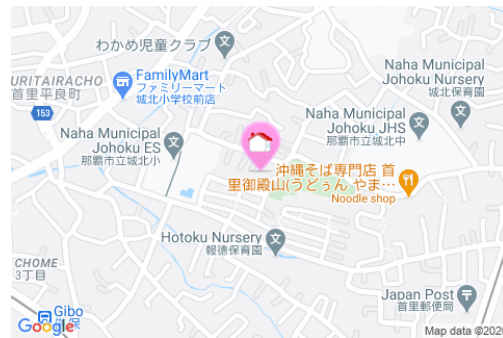 わかめ児童クラブ
Naha Municipal
Johoku Nursery
城北保育園
URITAIRACHO
首里平良町
FamilyMart
ファミリーマート
城北小学校前店
153
Naha Municipal
Johoku ES
那覇市立城北小
Naha Municipal
Johoku JHS
那覇市立城北中
沖縄そば専門店 首
里御殿山(うどぅん やま…
Noodle shop
Hotoku Nursery
報徳保育園
CHOME
3丁目
Japan Post
首里郵便局
Gibo
儀保
Google
Map data ©2020